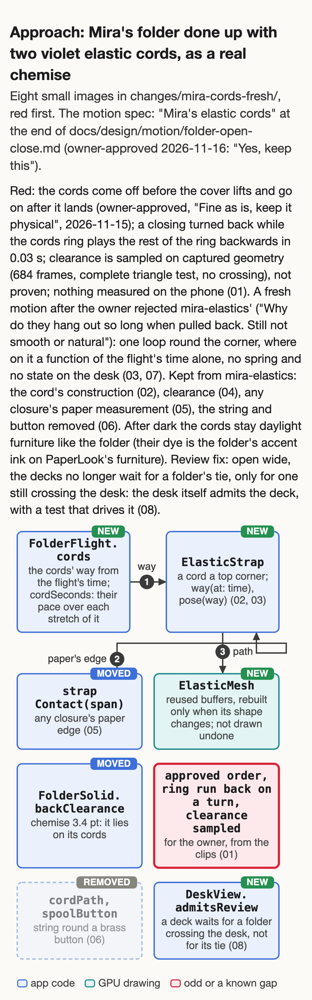 Approach: Mira's folder done up with
two violet elastic cords, as a real
chemise
Eight small images in changes/mira-cords-fresh/,
red first. The motion spec: "Mira's elastic cords" at
the end of docs/design/motion/folder-open-
close.md (owner-approved 2026-11-16: "Yes, keep
this").
Red: the cords come off before the cover lifts and go
on after it lands (owner-approved, "Fine as is, keep it
physical", 2026-11-15); a closing turned back while
the cords ring plays the rest of the ring backwards in
0.03 s; clearance is sampled on captured geometry
(684 frames, complete triangle test, no crossing), not
proven; nothing measured on the phone (01). A fresh
motion after the owner rejected mira-elastics' ("Why
do they hang out so long when pulled back. Still not
smooth or natural"): one loop round the corner, where
on it a function of the flight's time alone, no spring and
no state on the desk (03, 07). Kept from mira-elastics:
the cord's construction (02), clearance (04), any
closure's paper measurement (05), the string and
button removed (06). After dark the cords stay daylight
furniture like the folder (their dye is the folder's accent
ink on PaperLook's furniture). Review fix: open wide,
the decks no longer wait for a folder's tie, only for one
still crossing the desk: the desk itself admits the deck,
with a test that drives it (08).
NEW
FolderFlight.
cords
the cords' way from
the flight's time;
cordSeconds: their
pace over each
stretch of it
way
1
NEW
ElasticStrap
a cord a top corner;
way(at: time),
pose(way) (02, 03)
paper's edge
2
3
path
MOVED
strap
Contact(span)
any closure's paper
edge (05)
NEW
ElasticMesh
reused buffers, rebuilt
only when its shape
changes; not drawn
undone
MOVED
FolderSolid.
backClearance
chemise 3.4 pt: it lies
on its cords
approved order,
ring run back on
a turn,
clearance
sampled
for the owner, from the
clips (01)
REMOVED
cordPath,
spoolButton
string round a brass
button (06)
NEW
DeskView.
admitsReview
a deck waits for a folder
crossing the desk, not
for its tie (08)
app code
GPU drawing
odd or a known gap